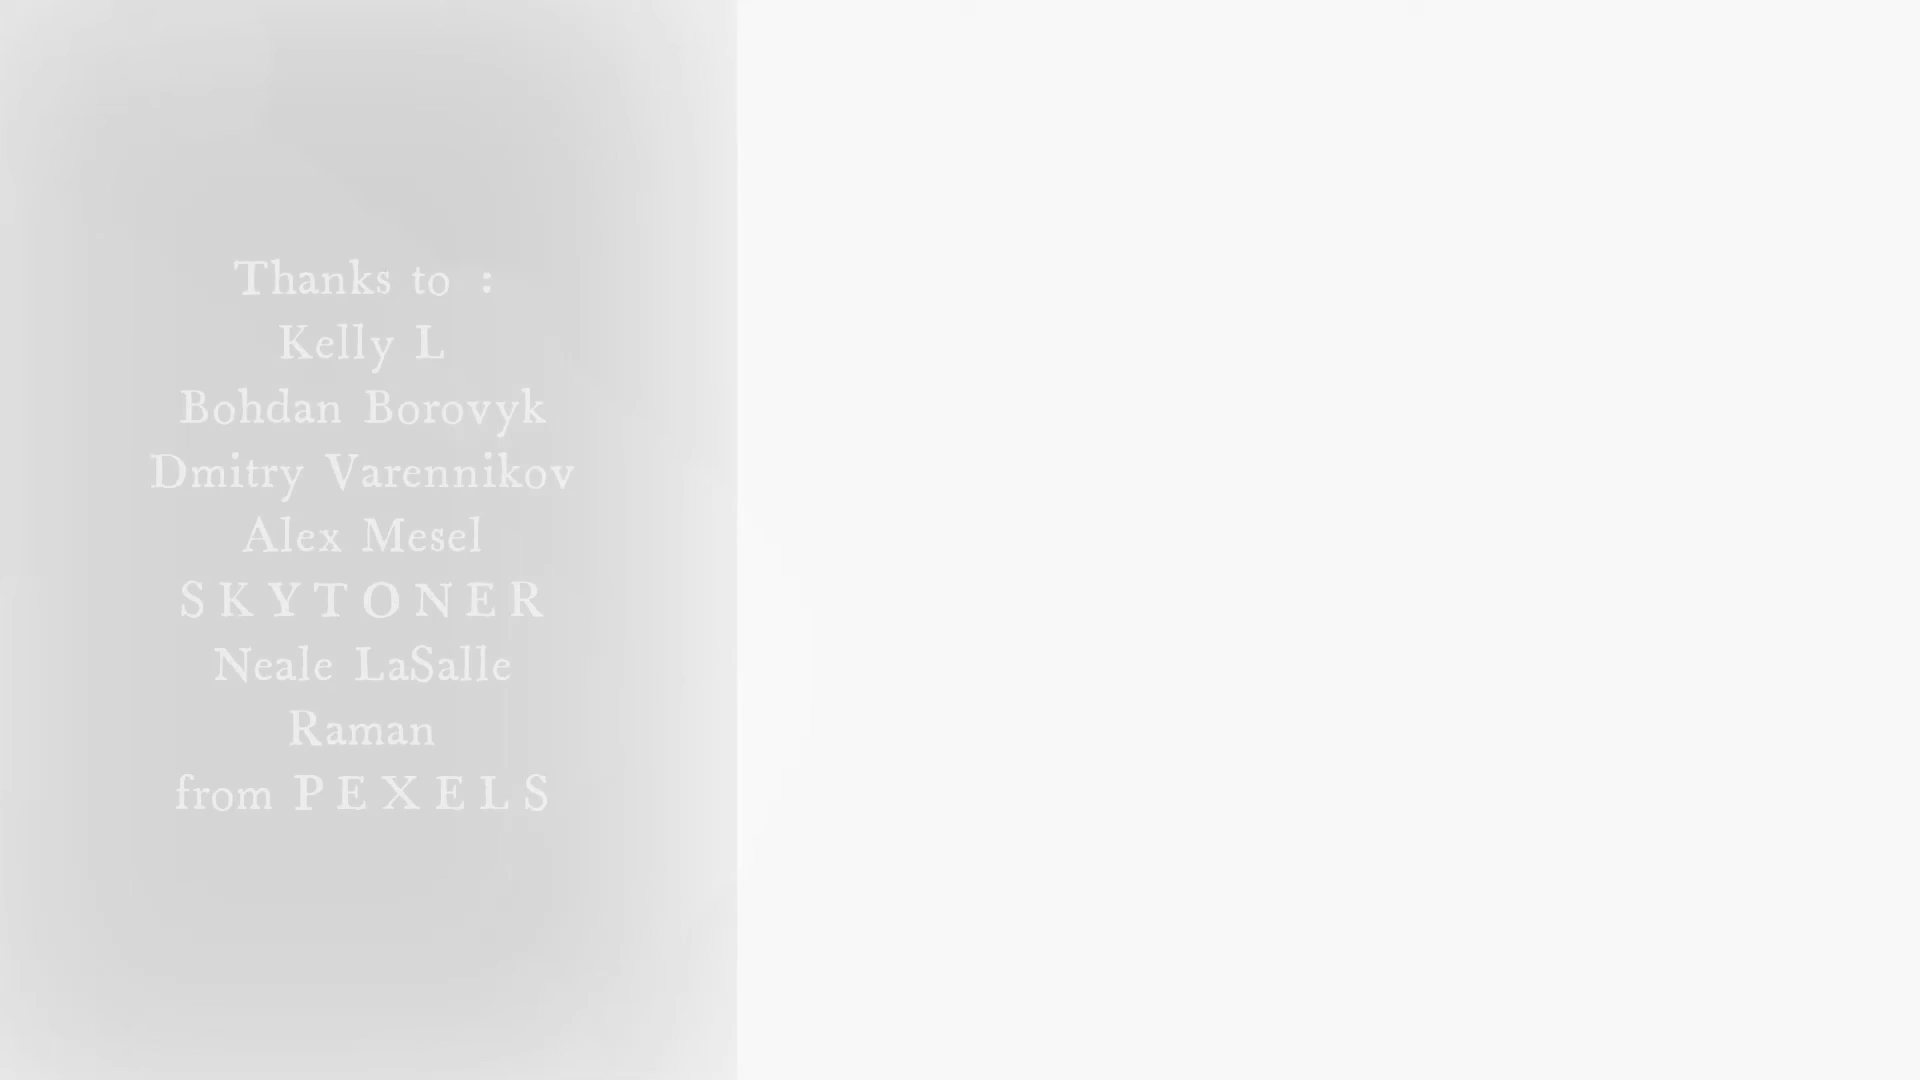 Thanks to :
Kelly L
Bohdan Borovyk
Dmitry Varennikov
Alex Mesel
S K Y T O N E R
Neale LaSalle
Raman
from P E X E L S